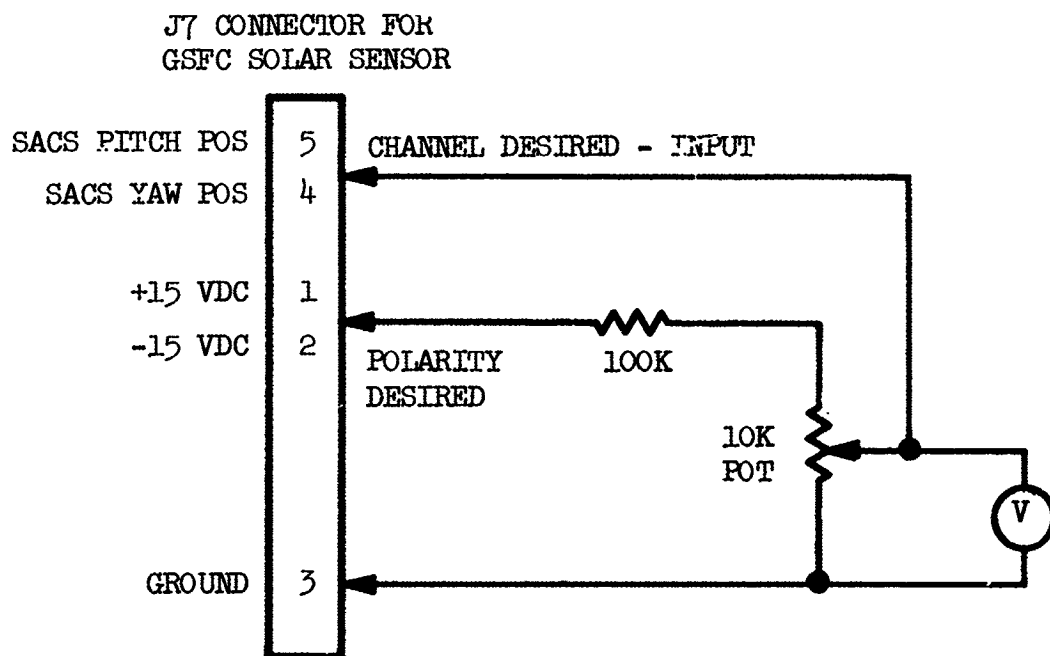 J7 CONNECTOR FOR
GSFC SOLAR SENSOR
SACS PITCH POS 5 CHANNEL DESIRED - INPUT
SACS YAW POS 4
+15 VDC 1
-15 VDC 2
POLARITY
DESIRED
100K
10K
POT
V
GROUND 3